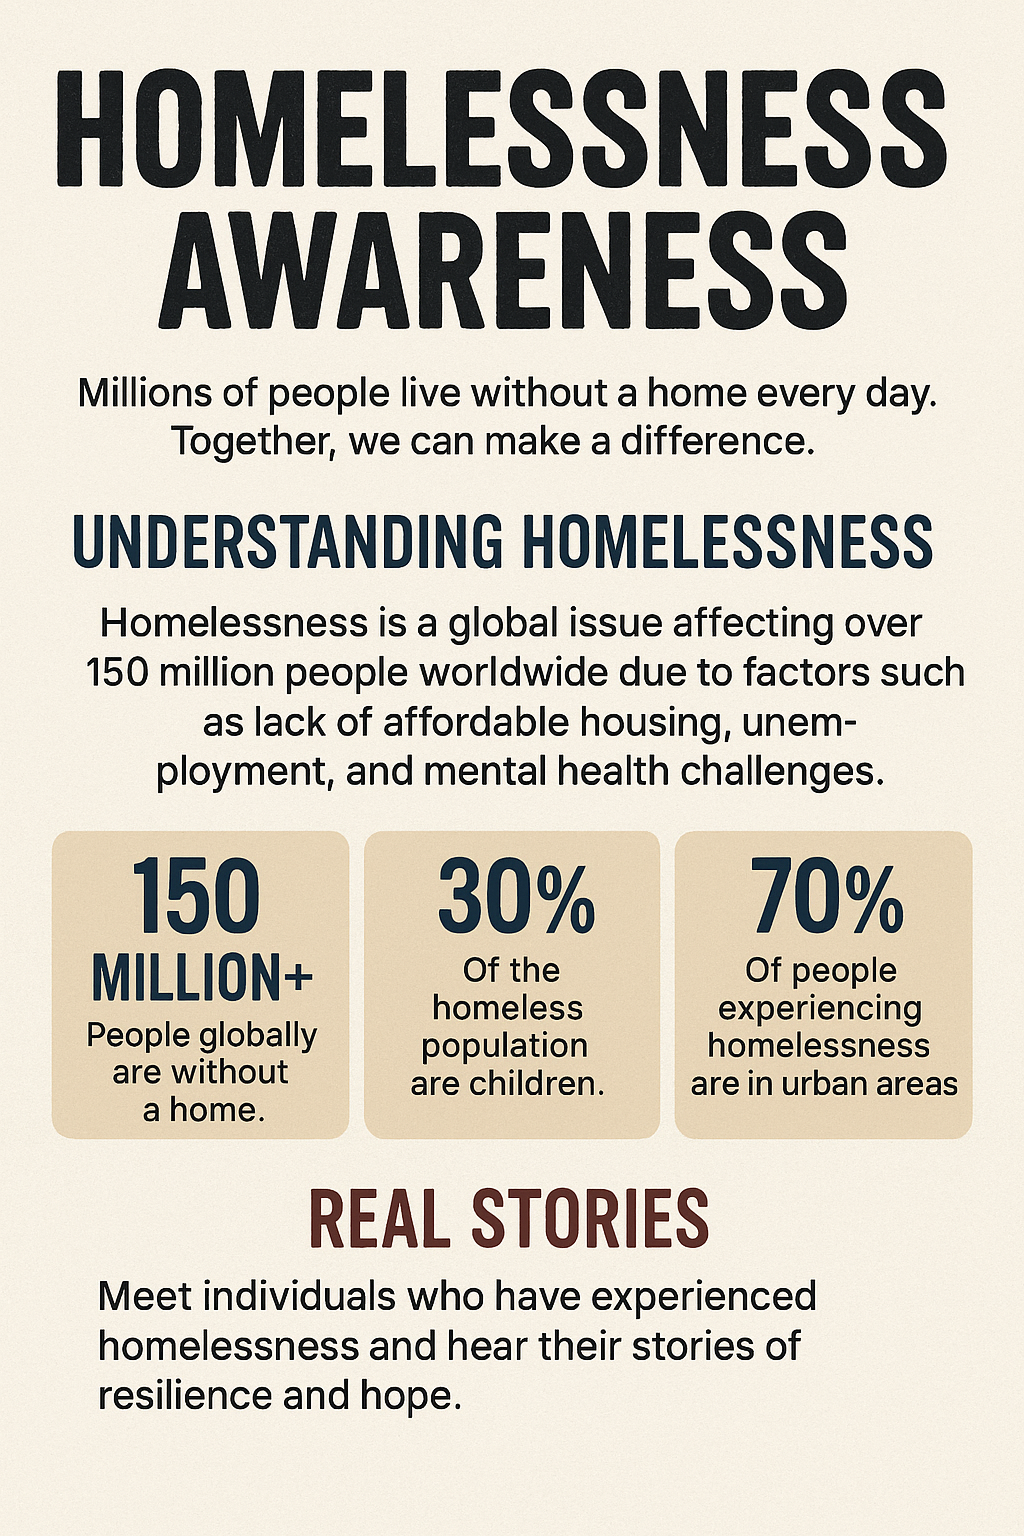 HOMELESSNESS
AWARENESS
Millions of people live without a home every day.
Together, we can make a difference.
UNDERSTANDING HOMELESSNESS
Homelessness is a global issue affecting over
150 million people worldwide due to factors such
as lack of affordable housing, unem-
ployment, and mental health challenges.
150
MILLION+
People globally
are without
a home.
30%
Of the
homeless
population
are children.
70%
Of people
experiencing
homelessness
are in urban areas
REAL STORIES
Meet individuals who have experienced
homelessness and hear their stories of
resilience and hope.